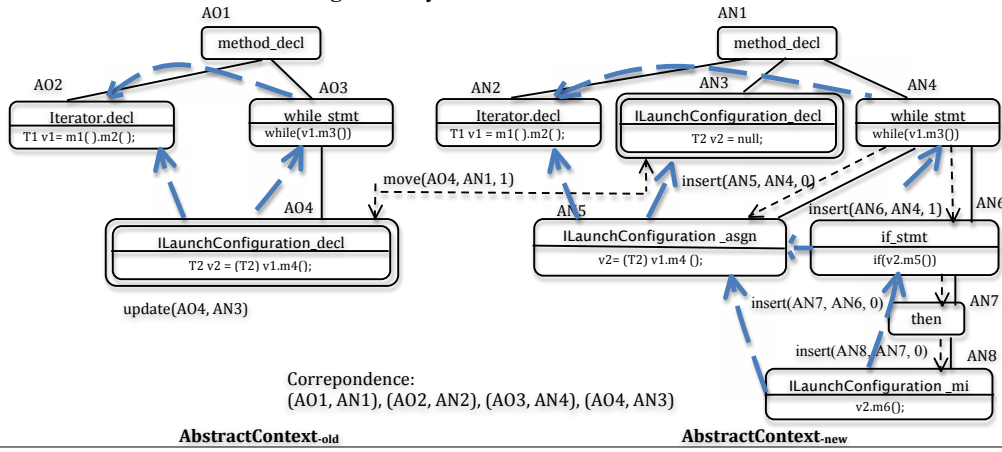 AO1
method_decl
AO2
AO3
Iterator.decl
T1 v1= m1( ).m2( );
while stmt
while(v1.m3())
AO4
ILaunchConfiguration_decl
T2 v2 = (T2) v1.m4();
update(AO4, AN3)
move(AO4, AN1, 1)
AN1
method_decl
AN2
AN3
AN4
Iterator.decl
T1 v1 = m1( ).m2( );
ILaunchConfiguration_decl
T2 v2 = null;
while stmt
while(v1.m3())
insert(AN5, AN4, 0)
AN5
insert(AN6, AN4, 1)
AN6
ILaunchConfiguration _asgn
v2= (T2) v1.m4 ();
if_stmt
if(v2.m5())
insert(AN7, AN6, 0)
AN7
then
insert(AN8, AN7, 0)
AN8
ILaunchConfiguration _mi
v2.m6();
Correpondence:
(AO1, AN1), (AO2, AN2), (AO3, AN4), (AO4, AN3)
AbstractContext-old
AbstractContext-new